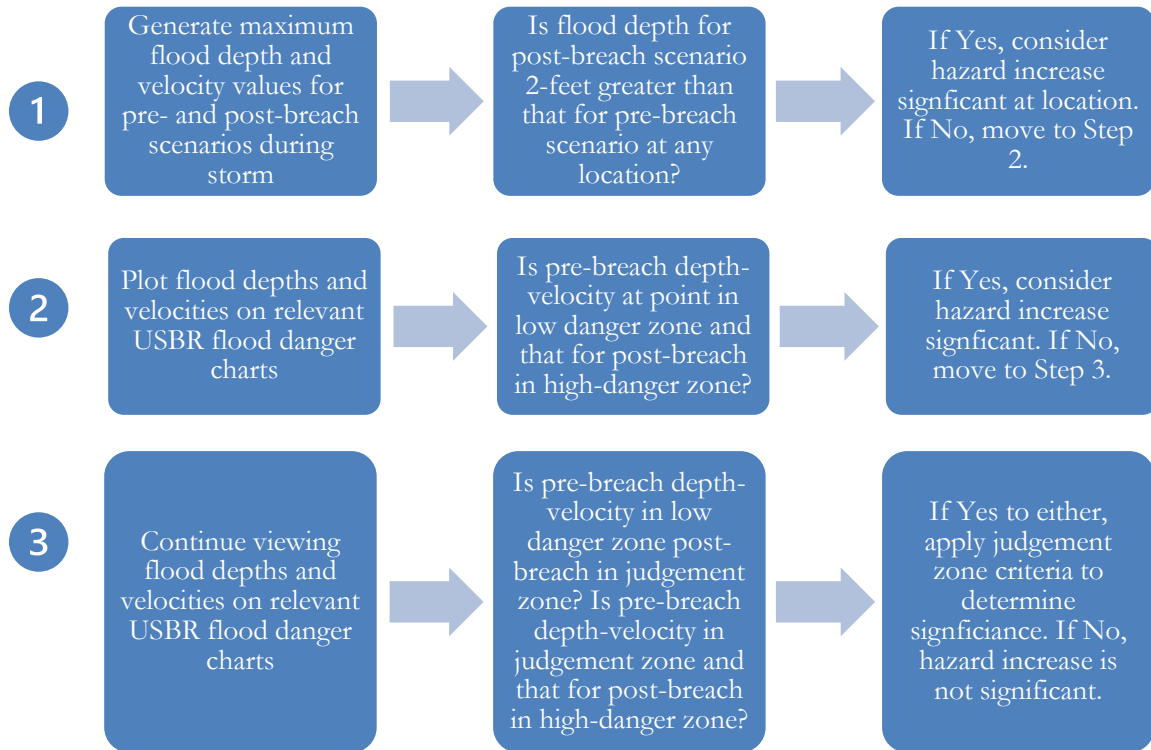 1
Generate maximum
flood depth and
velocity values for
pre- and post-breach
scenarios during
storm
Is flood depth for
post-breach scenario
2-feet greater than
that for pre-breach
scenario at any
location?
If Yes, consider
hazard increase
signficant at location.
If No, move to Step
2.
2
Plot flood depths and
velocities on relevant
USBR flood danger
charts
Is pre-breach depth-
velocity at point in
low danger zone and
that for post-breach
in high-danger zone?
If Yes, consider
hazard increase
signficant. If No,
move to Step 3.
3
Continue viewing
flood depths and
velocities on relevant
USBR flood danger
charts
Is pre-breach depth-
velocity in low
danger zone post-
breach in judgement
zone? Is pre-breach
depth-velocity in
judgement zone and
that for post-breach
in high-danger zone?
If Yes to either,
apply judgement
zone criteria to
determine
signficiance. If No,
hazard increase is
not significant.